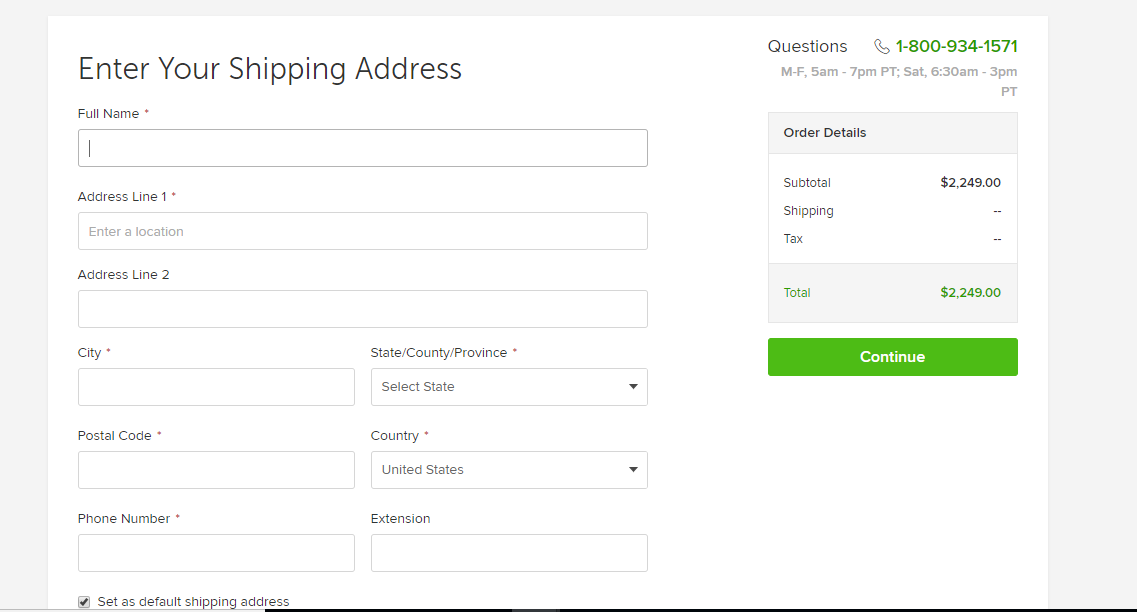 Enter Your Shipping Address
Full Name *
Address Line 1 *
Enter a location
Address Line 2
City *
State/County/Province *
Select State
Postal Code *
Country *
United States
Phone Number *
Extension
Set as default shipping address
Questions 1-800-934-1571
M-F, 5am - 7pm PT; Sat, 6:30am - 3pm
PT
Order Details
Subtotal $2,249.00
Shipping --
Tax --
Total $2,249.00
Continue